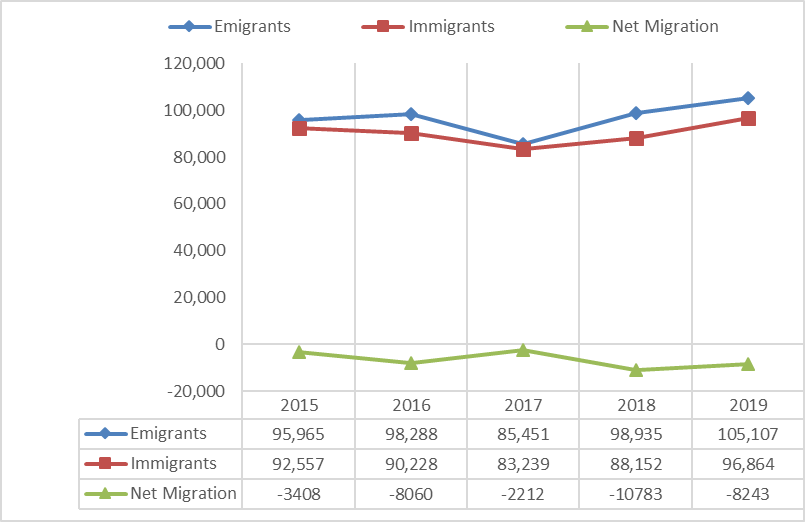 Emigrants Immigrants Net Migration
120,000
100,000
80,000
60,000
40,000
20,000
0
-20,000
2015 2016 2017 2018 2019
Emigrants 95,965 98,288 85,451 98,935 105,107
Immigrants 92,557 90,228 83,239 88,152 96,864
Net Migration -3408 -8060 -2212 -10783 -8243